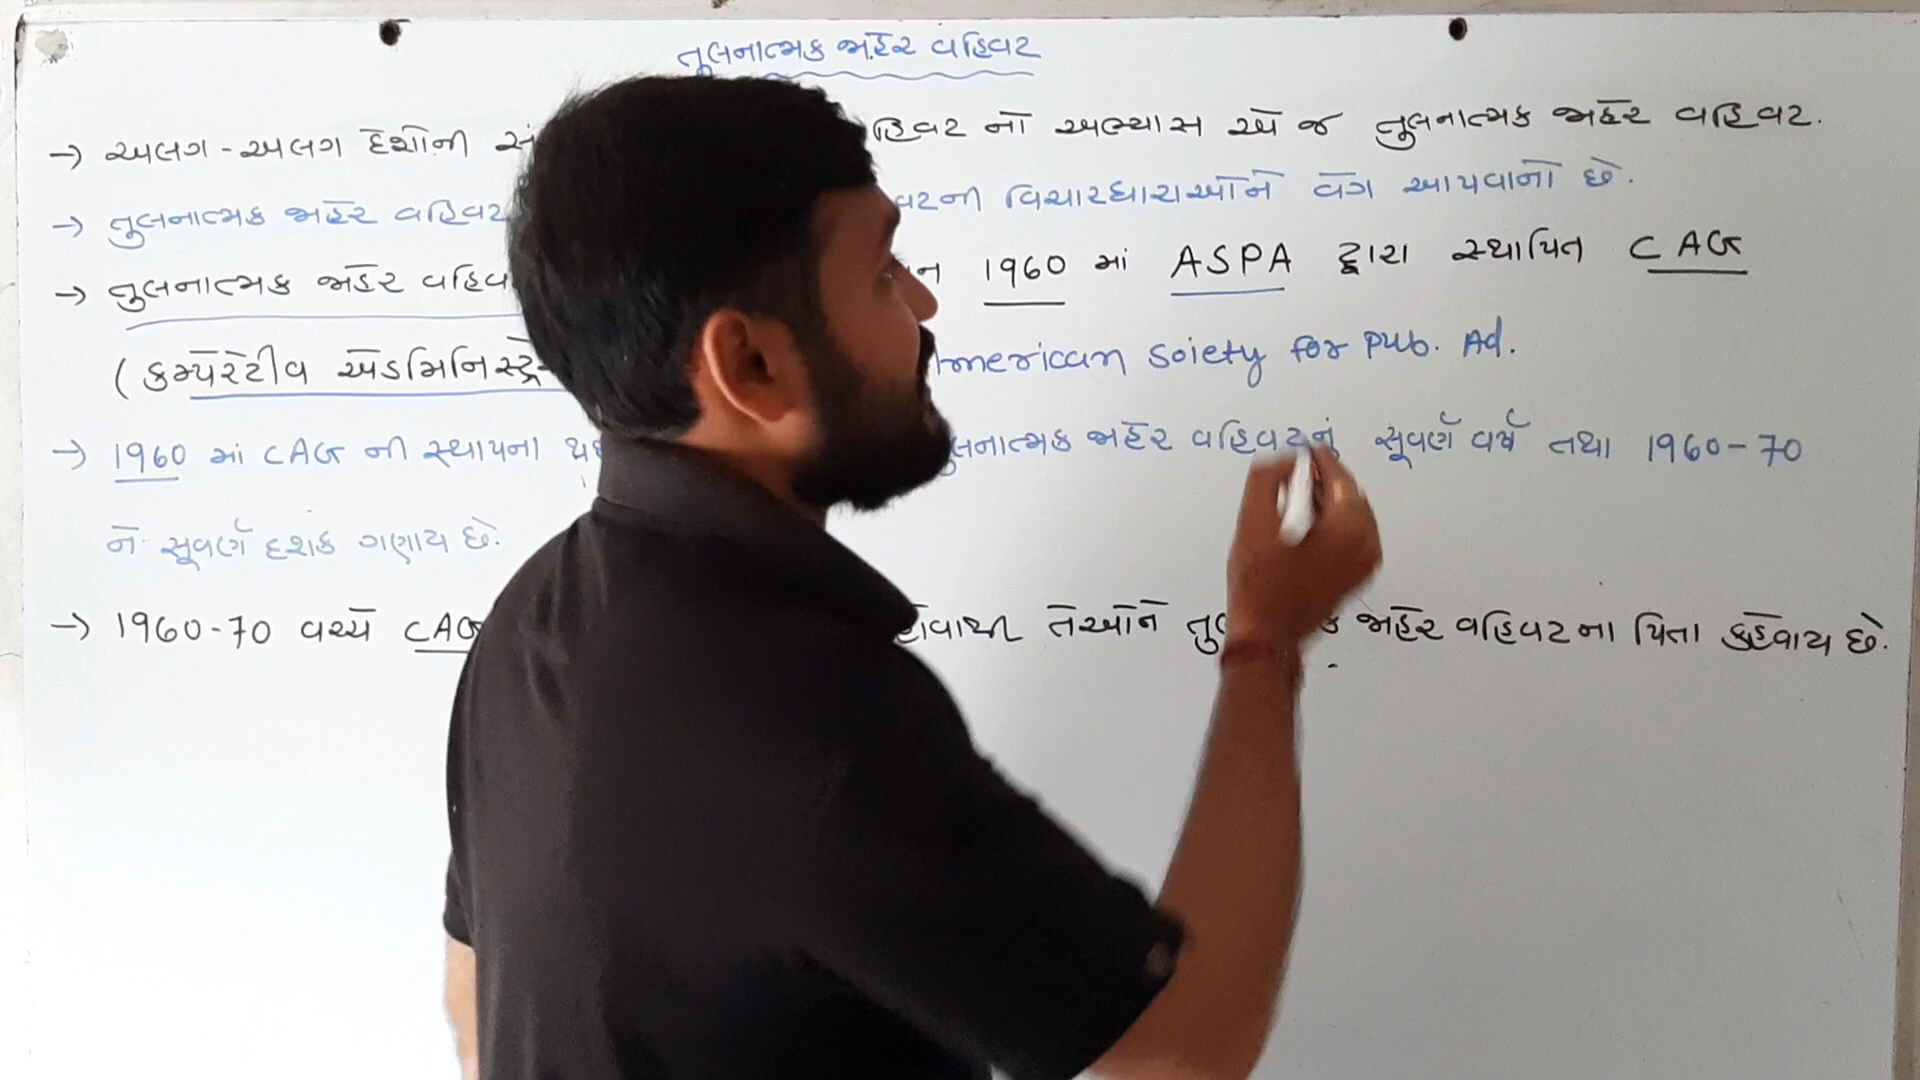 તુલનાત્મક જાહેર વહિવટ
→ અલગ - અલગ દેશોની હિવટ નો અભ્યાસ એ જ તુલનાત્મક જાહેર વહિવટ.
→ તુલનાત્મક જાહેર વહિવટ વટની વિચારધારાઓને વેગ આપવાનો છે.
→ તુલનાત્મક જાહેર વહિવ ન 1960 માં ASPA દ્વારા સ્થાપિત CAG
(કમ્પેરેટીવ એડમિનિસ્ટ્રે American Soiety for Pub. Ad.
→ 1960 માં CAG ની સ્થાપના થ તુલનાત્મક જાહેર વહિવટનું સૂવર્ણ વર્ષ તથા 1960-70
ને સૂવર્ણ દશક ગણાય છે.
→ 1960-70 વચ્ચે CAG હોવાથી તેઓને તુલ ક જાહેર વહિવટના પિતા કહેવાય છે.